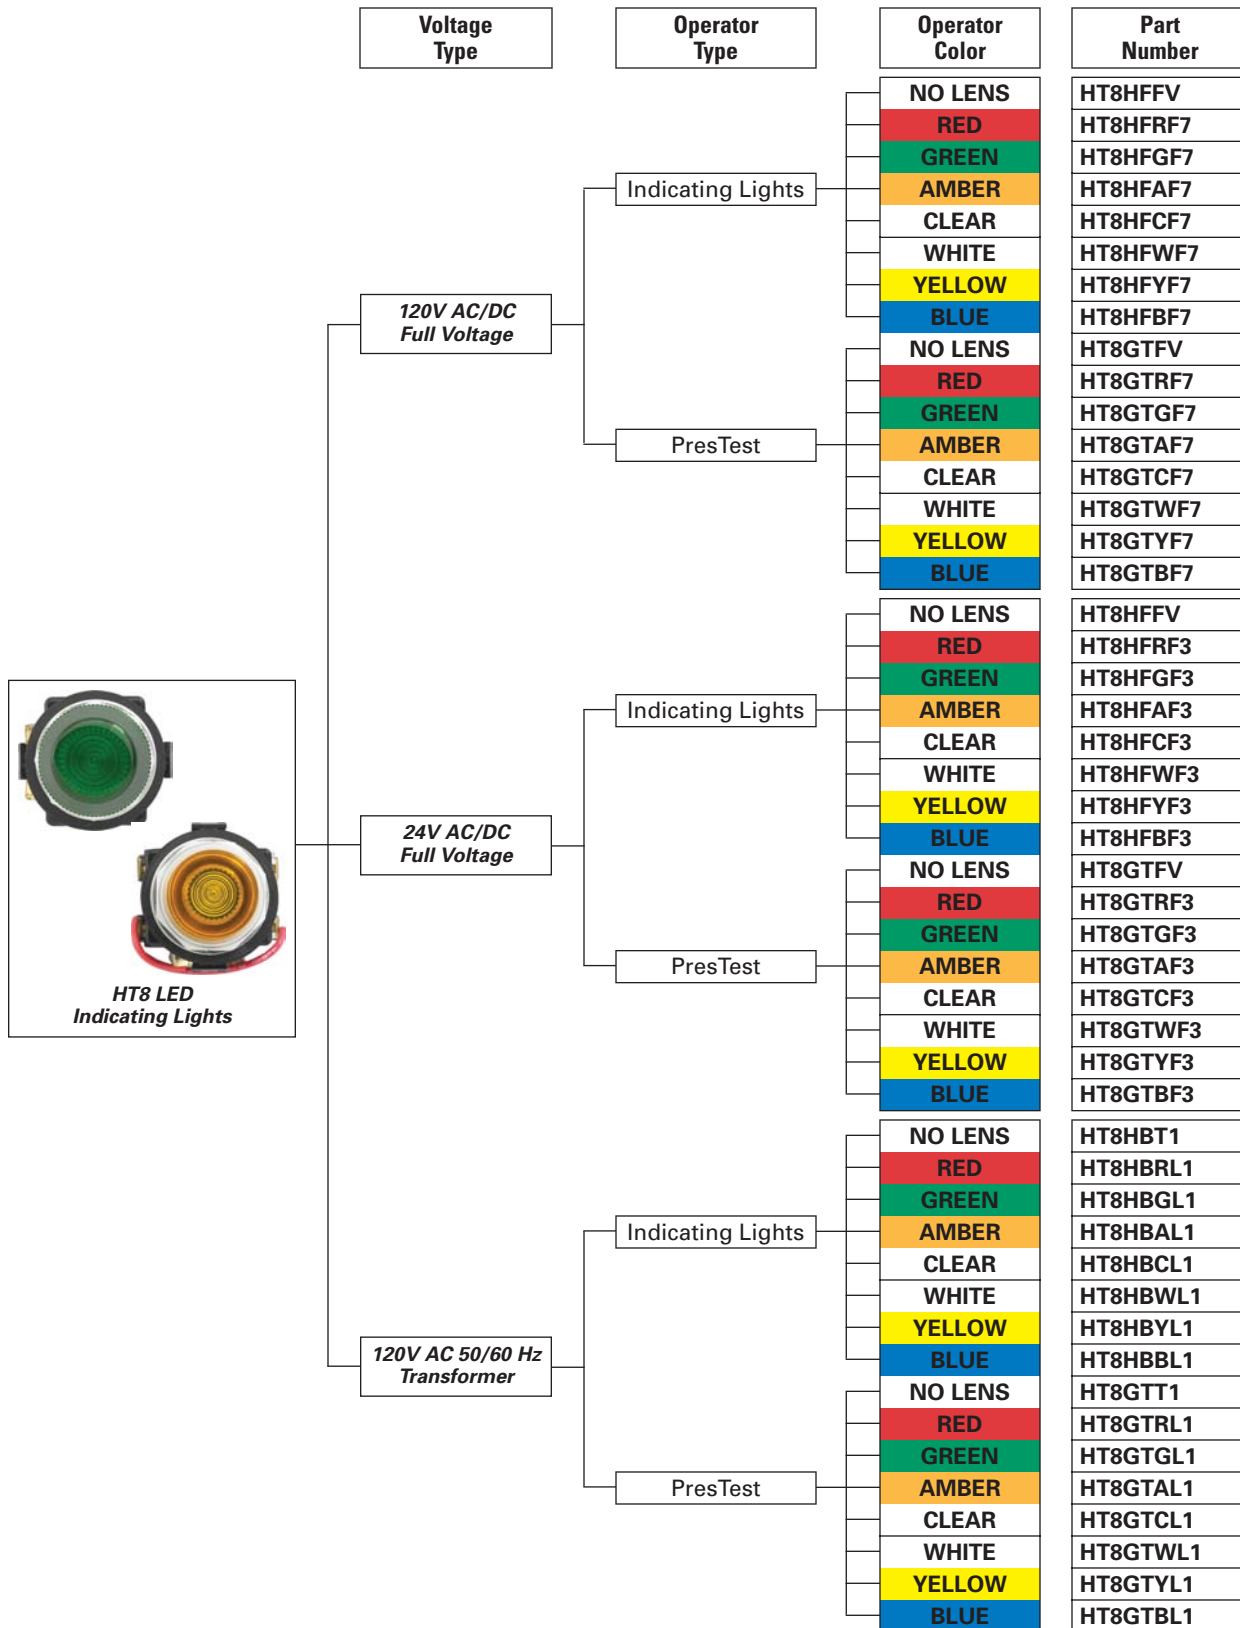 Voltage
Type
Operator
Type
Operator
Color
Part
Number
NO LENS HT8HFFV
RED HT8HFRF7
GREEN HT8HFGF7
Indicating Lights AMBER HT8HFAF7
CLEAR HT8HFCF7
WHITE HT8HFWF7
YELLOW HT8HFYF7
120V AC/DC
Full Voltage
BLUE HT8HFBF7
NO LENS HT8GTFV
RED HT8GTRF7
GREEN HT8GTGF7
PresTest AMBER HT8GTAF7
CLEAR HT8GTCF7
WHITE HT8GTWF7
YELLOW HT8GTYF7
BLUE HT8GTBF7
NO LENS HT8HFFV
RED HT8HFRF3
GREEN HT8HFGF3
Indicating Lights AMBER HT8HFAF3
CLEAR HT8HFCF3
WHITE HT8HFWF3
YELLOW HT8HFYF3
24V AC/DC
Full Voltage
BLUE HT8HFBF3
NO LENS HT8GTFV
RED HT8GTRF3
GREEN HT8GTGF3
PresTest AMBER HT8GTAF3
HT8 LED
Indicating Lights
CLEAR HT8GTCF3
WHITE HT8GTWF3
YELLOW HT8GTYF3
BLUE HT8GTBF3
NO LENS HT8HBT1
RED HT8HBRL1
GREEN HT8HBGL1
Indicating Lights AMBER HT8HBAL1
CLEAR HT8HBCL1
WHITE HT8HBWL1
YELLOW HT8HBYL1
120V AC 50/60 Hz
Transformer
BLUE HT8HBBL1
NO LENS HT8GTT1
RED HT8GTRL1
GREEN HT8GTGL1
PresTest AMBER HT8GTAL1
CLEAR HT8GTCL1
WHITE HT8GTWL1
YELLOW HT8GTYL1
BLUE HT8GTBL1